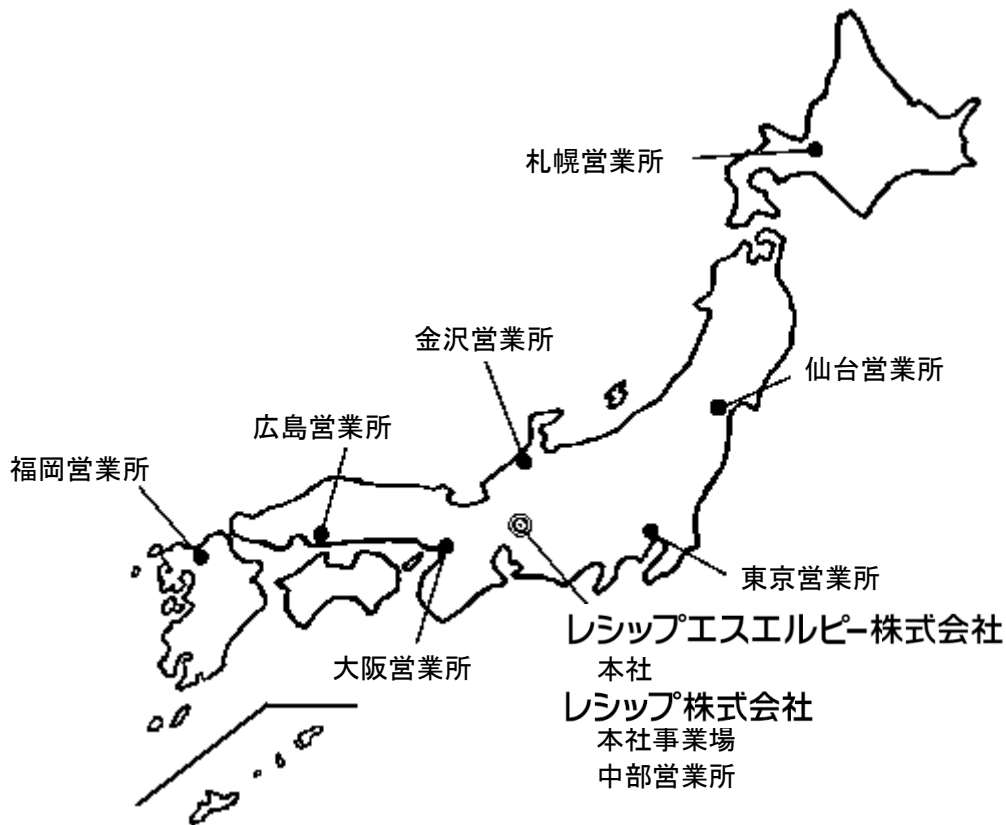 札幌営業所
金沢営業所
仙台営業所
広島営業所
福岡営業所
東京営業所
レシップエスエルピー株式会社
大阪営業所
本社
レシップ株式会社
本社事業場
中部営業所